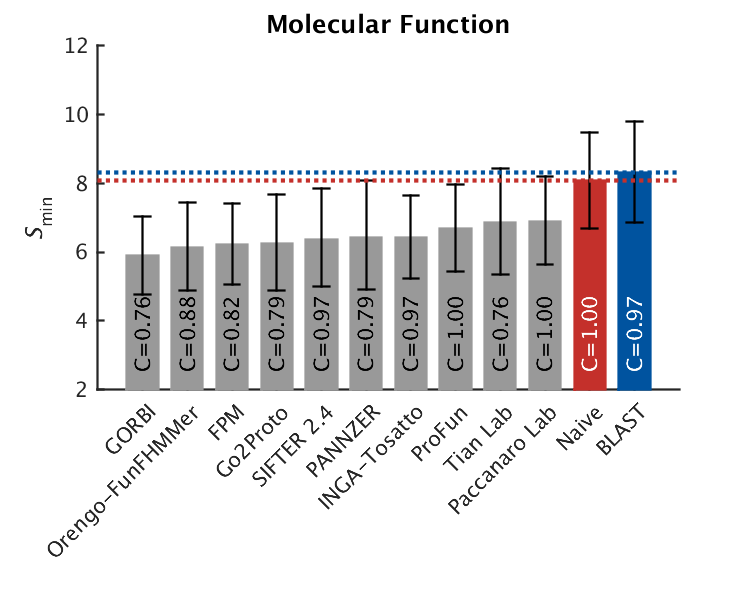 Molecular Function
12
10
8
6
4
2
Smin
C=0.76
C=0.88
C=0.82
C=0.79
C=0.97
C=0.79
C=0.97
C=1.00
C=0.76
C=1.00
C=1.00
C=0.97
GORBI
Orengo-FunFHMMer
FPM
Go2Proto
SIFTER 2.4
PANNZER
INGA-Tosatto
ProFun
Tian Lab
Paccanaro Lab
Naive
BLAST